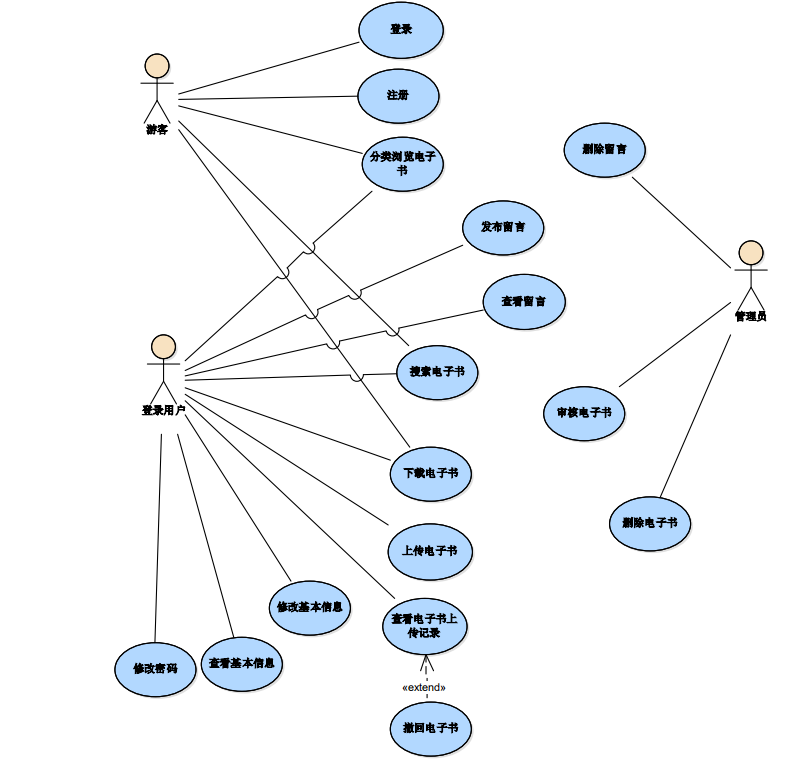 登录
注册
游客
分类浏览电子
书
删除留言
发布留言
查看留言
管理员
搜索电子书
登录用户
审核电子书
下载电子书
删除电子书
上传电子书
修改基本信息
查看电子书上
传记录
修改密码
查看基本信息
«extend»
撤回电子书